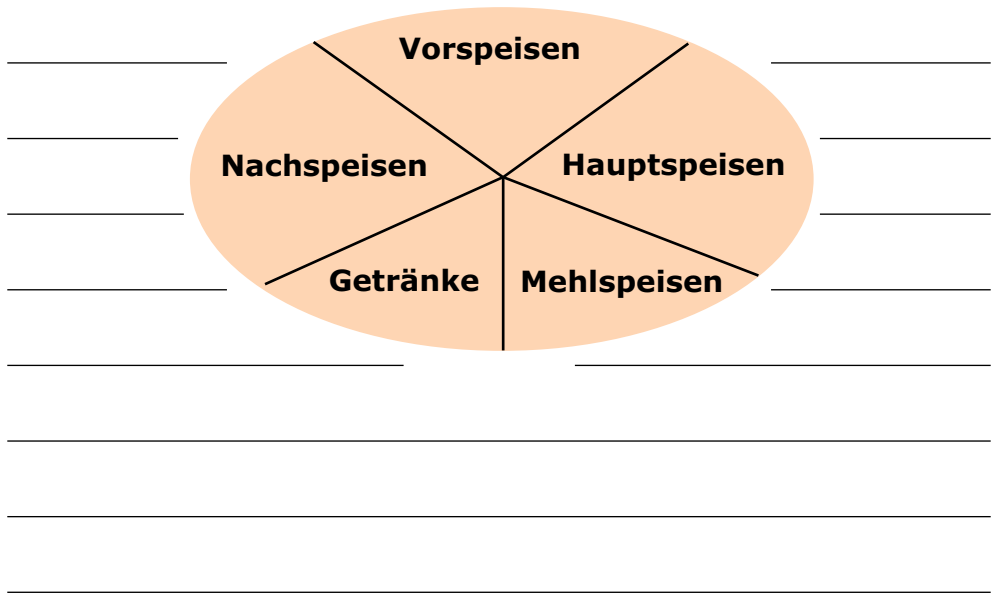 Vorspeisen
Nachspeisen
Hauptspeisen
Getränke
Mehlspeisen